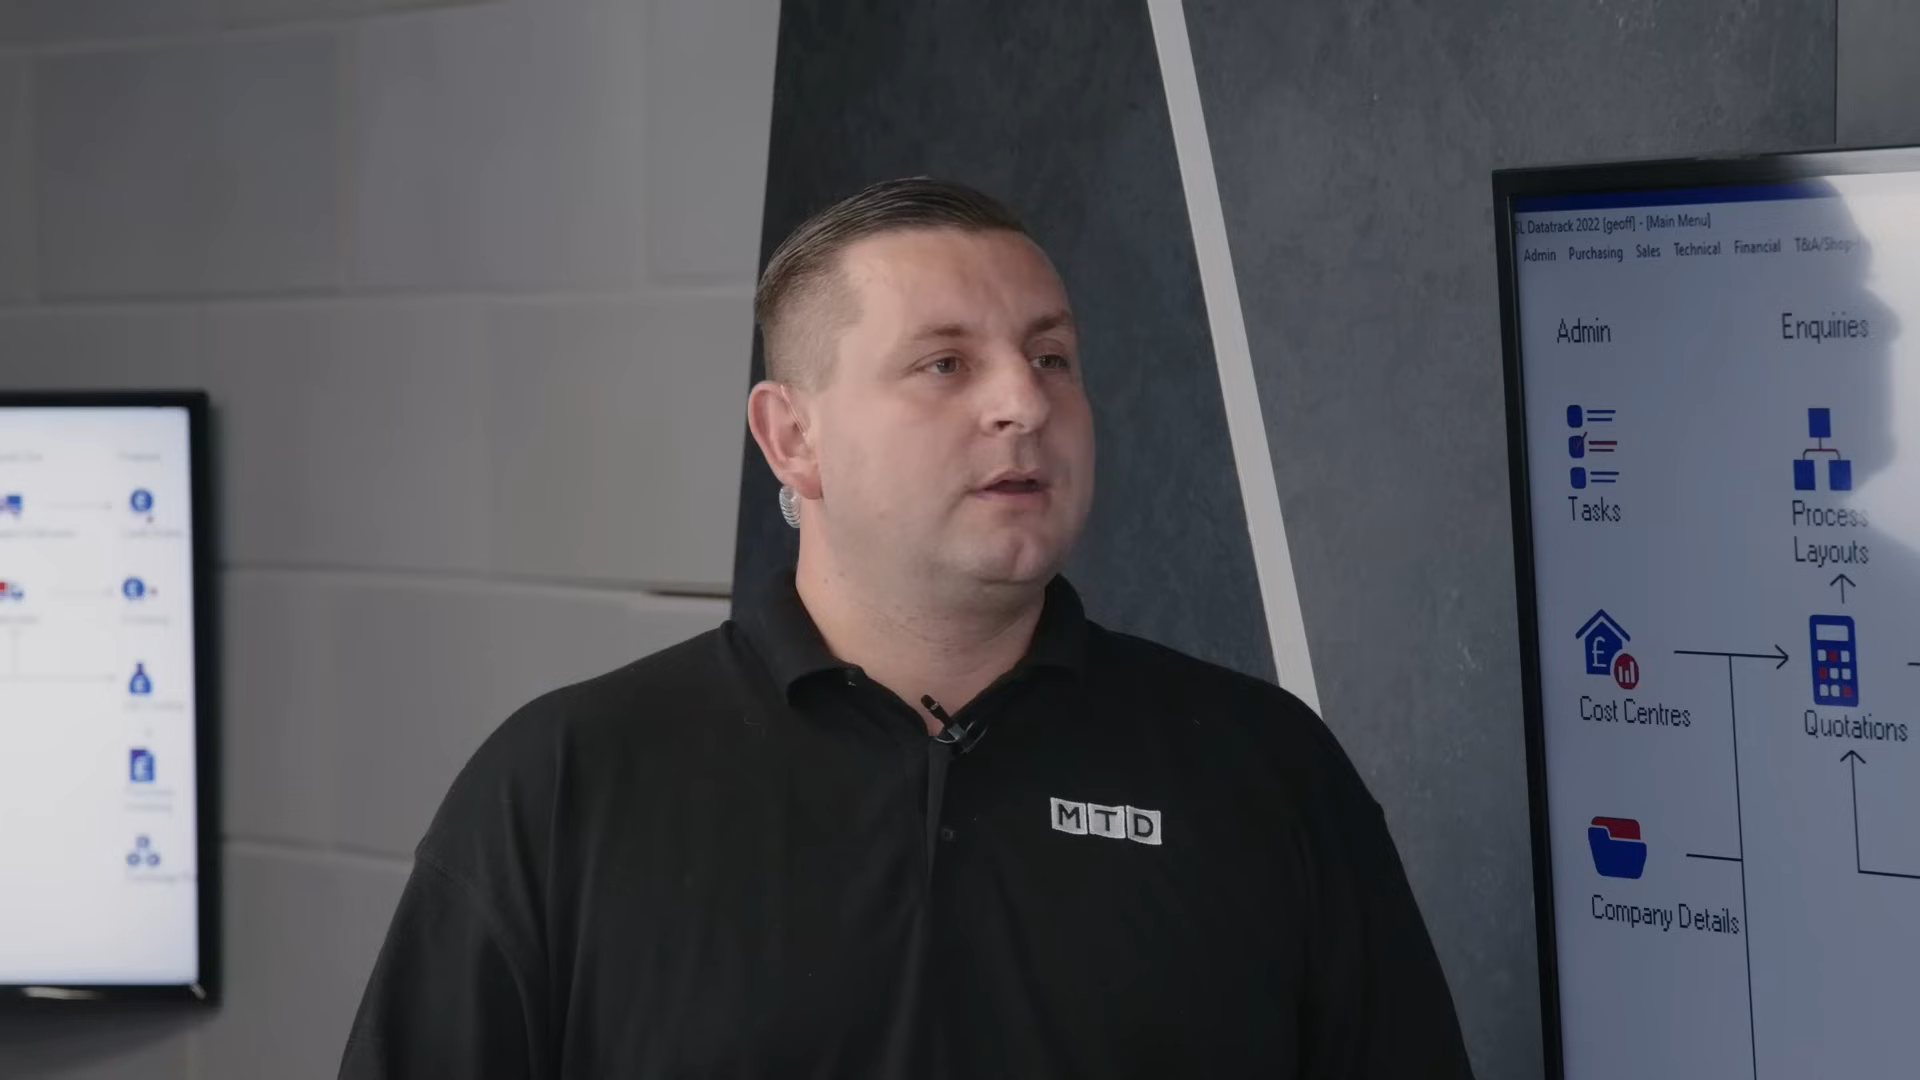 SL Datatrack 2022 [geoff] - [Main Menu]
Admin Purchasing Sales Technical Financial T&A/Shop-
Admin
Enquiries
Tasks
Process
Layouts
Cost Centres
Quotations
Company Details
MTD